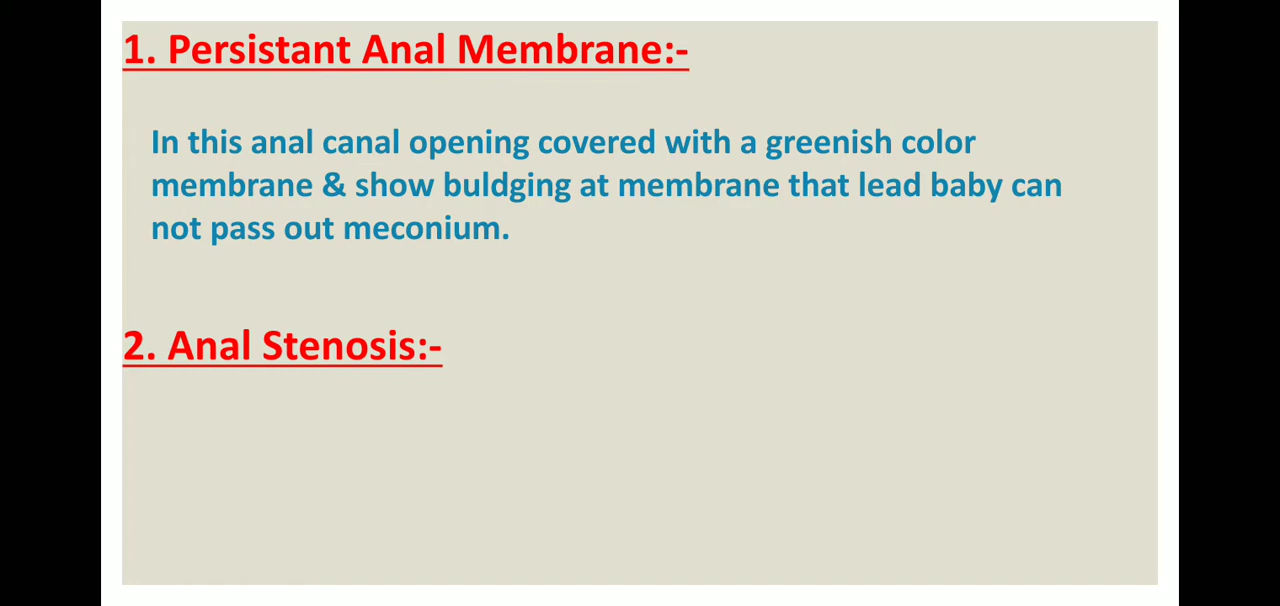 1. Persistant Anal Membrane:-
In this anal canal opening covered with a greenish color
membrane & show buldging at membrane that lead baby can
not pass out meconium.
2. Anal Stenosis:-